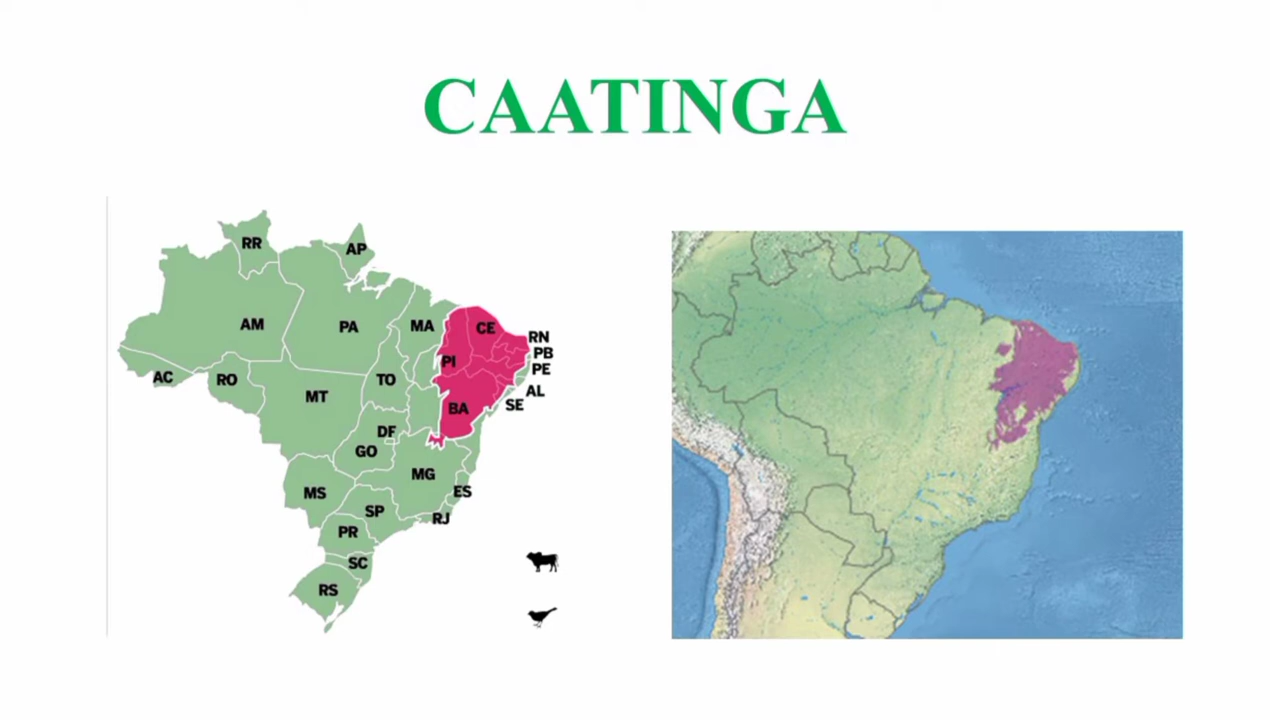 CAATINGA
RR
AP
AM
PA
MA
CE
RN
PB
PI
PE
AC
RO
TO
AL
MT
BA
SE
DF
GO
MG
MS
ES
SP
RJ
PR
SC
RS